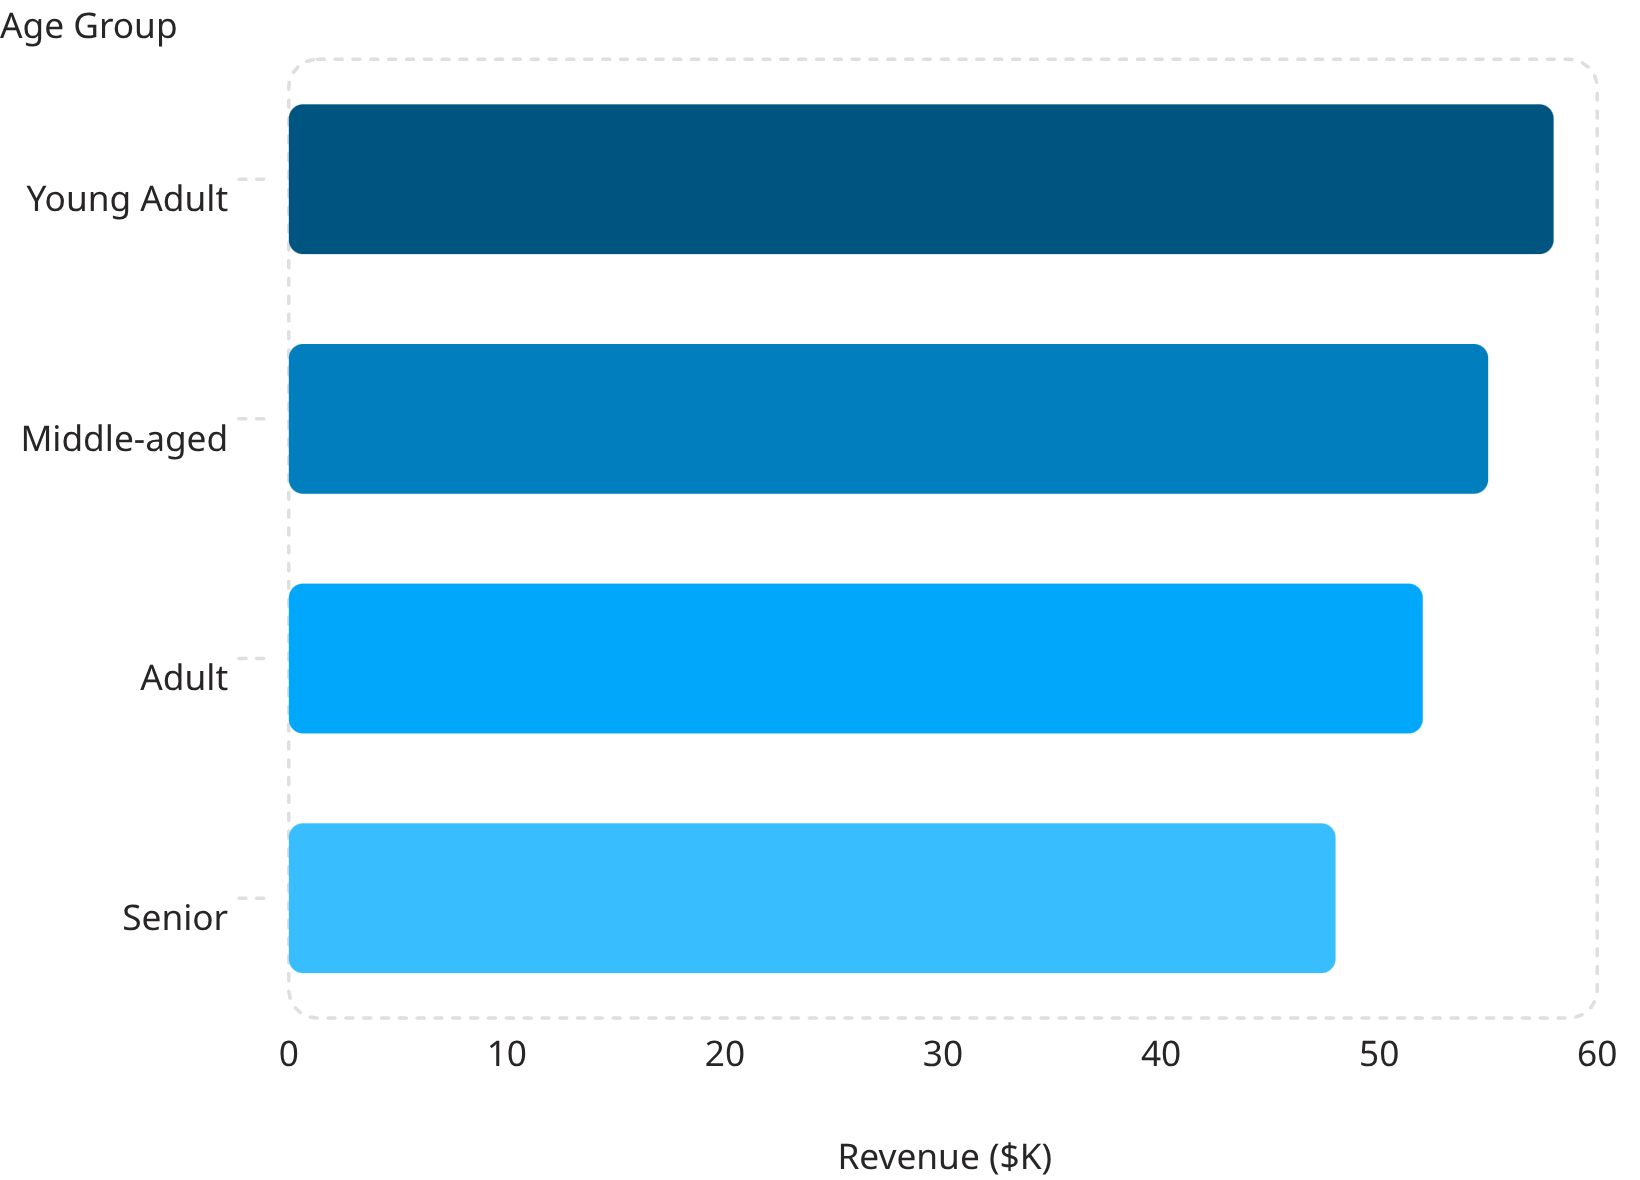 Age Group
Young Adult
Middle-aged
Adult
Senior
0 10 20 30 40 50 60
Revenue ($K)